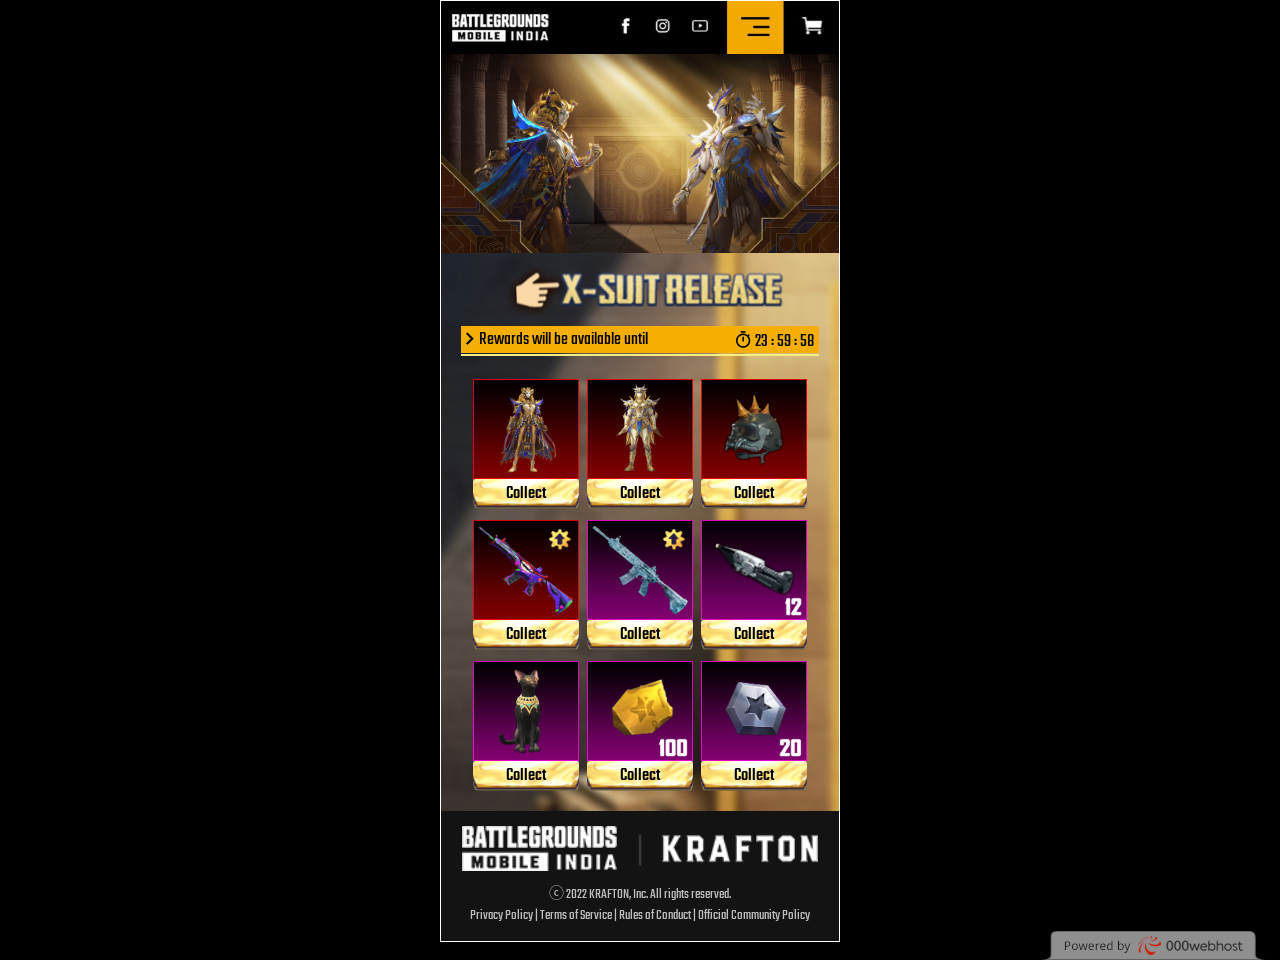 BATTLEGROUNDS
MOBILE INDIA
X-SUIT RELEASE
Rewards will be available until
23 : 59 : 58
Collect
Collect
Collect
12
Collect
Collect
Collect
100
20
Collect
Collect
Collect
BATTLEGROUNDS
MOBILE INDIA | KRAFTON
ⓒ 2022 KRAFTON, Inc. All rights reserved.
Privacy Policy | Terms of Service | Rules of Conduct | Official Community Policy
Powered by 000webhost